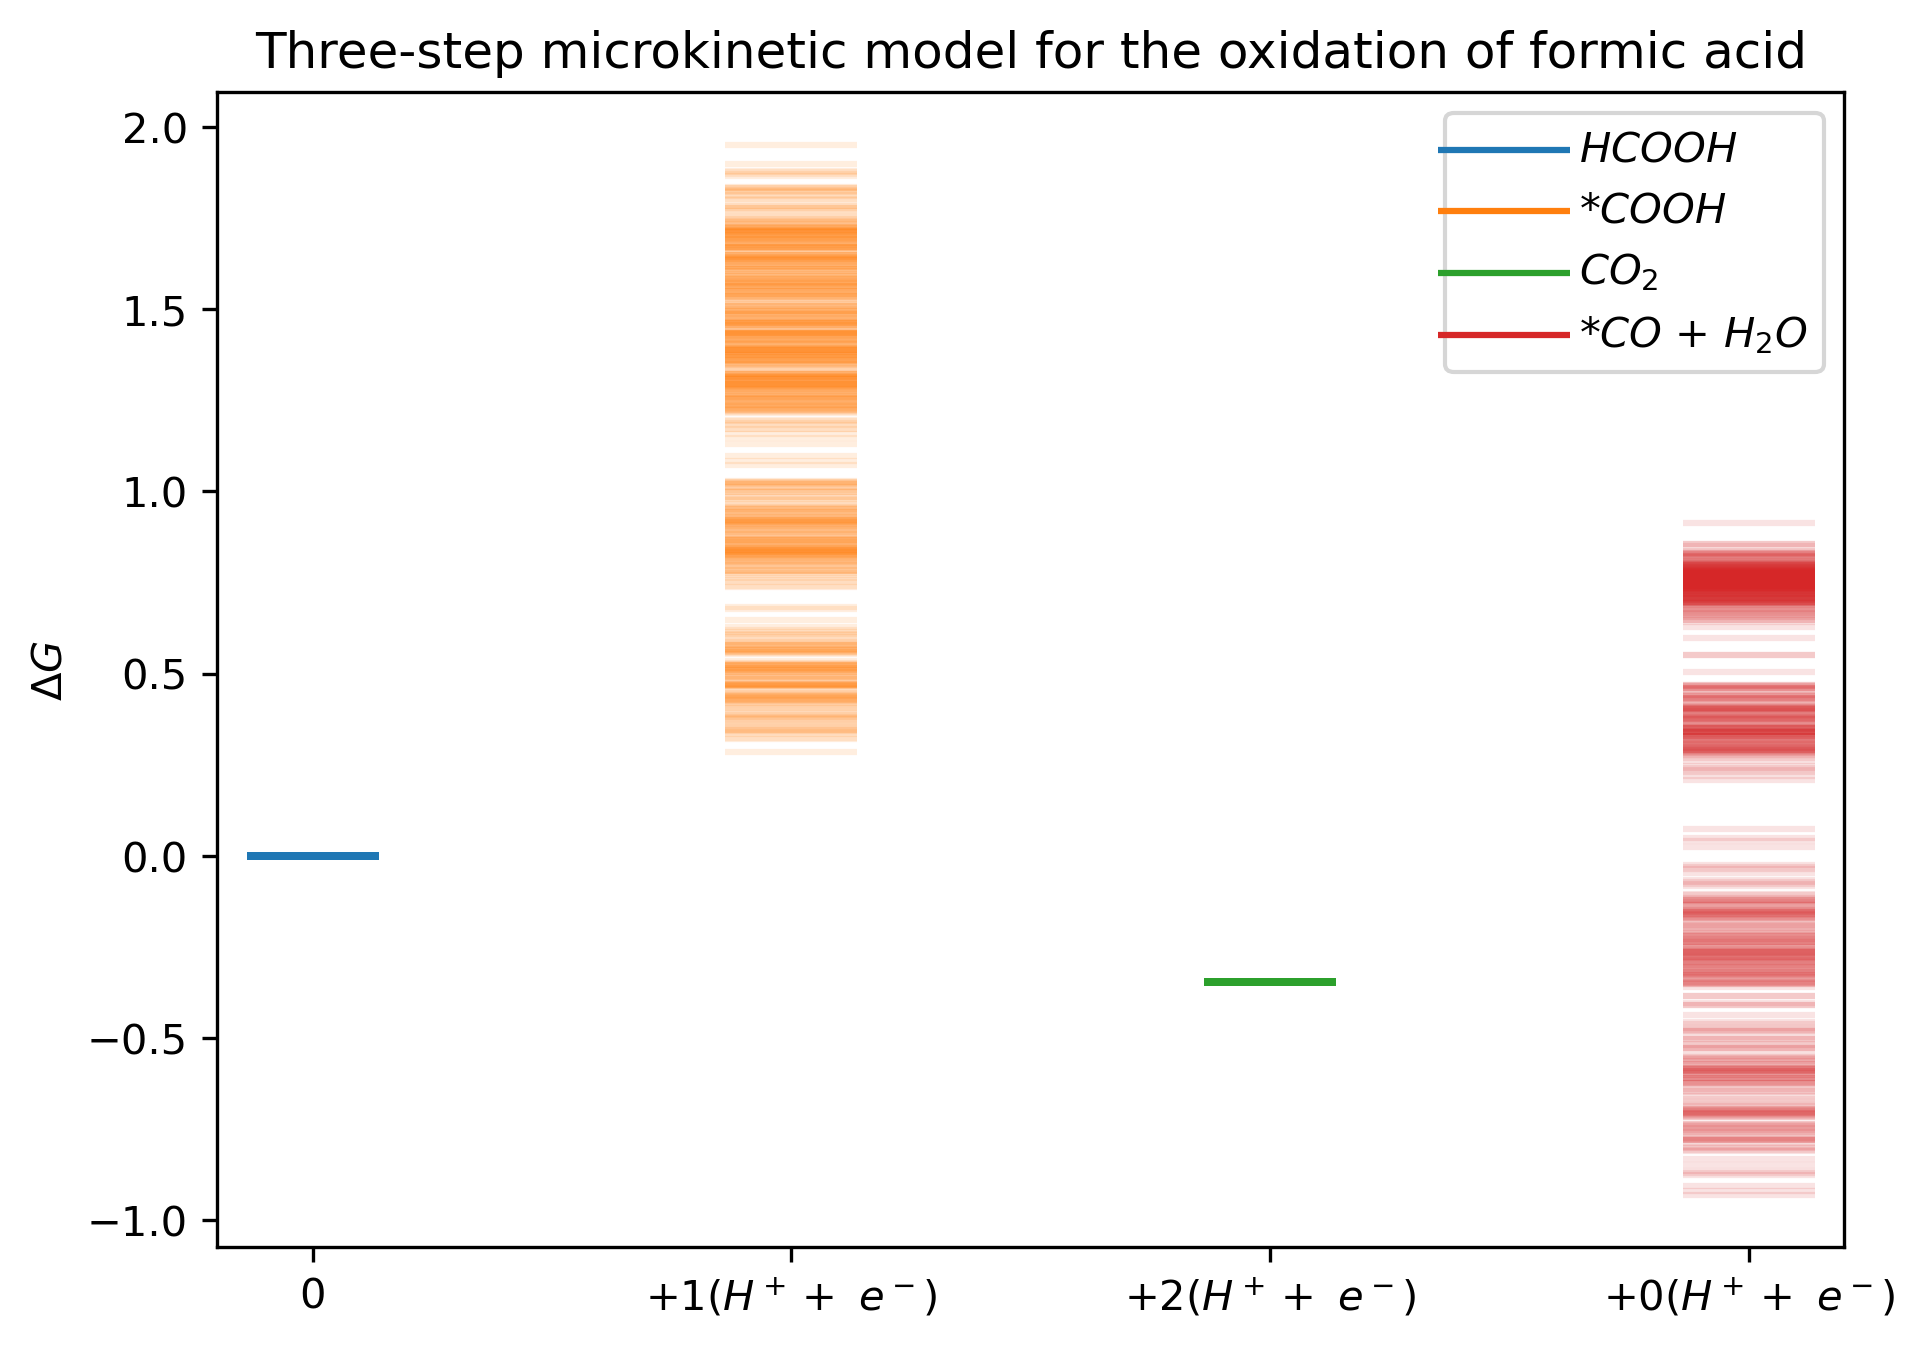 Three-step microkinetic model for the oxidation of formic acid
HCOOH
*COOH
CO₂
*CO + H₂O
ΔG
2.0
1.5
1.0
0.5
0.0
−0.5
−1.0
0
+1(H⁺ + e⁻)
+2(H⁺ + e⁻)
+0(H⁺ + e⁻)